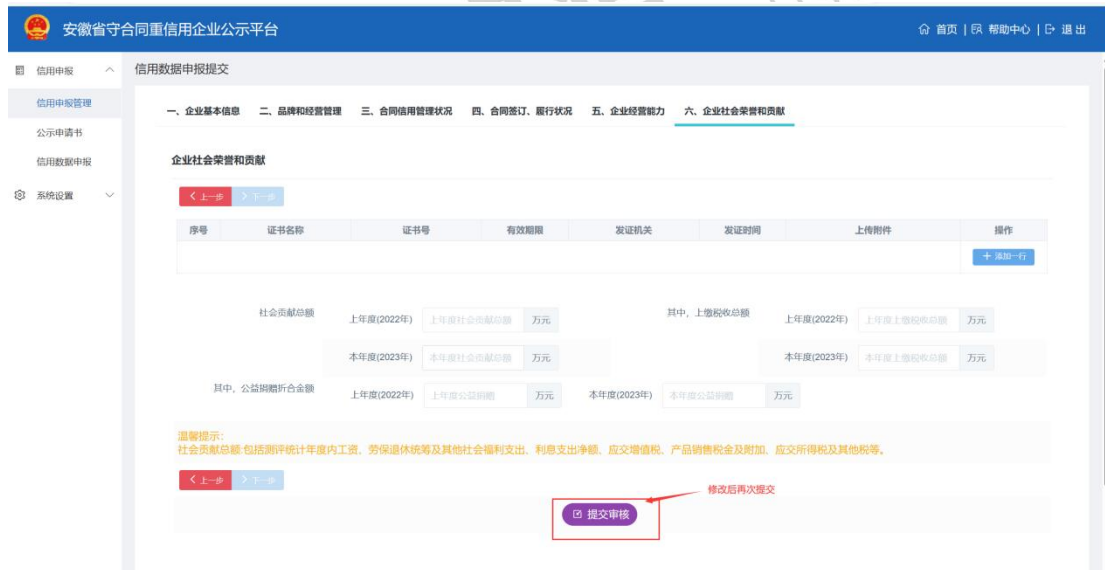 安徽省守合同重信用企业公示平台
首页 | 帮助中心 | 退出
信用申报
信用申报管理
公示申请书
信用数据申报
系统设置
信用数据申报提交
一、企业基本信息 二、品牌和经营管理 三、合同信用管理状况 四、合同签订、履行状况 五、企业经营能力 六、企业社会荣誉和贡献
企业社会荣誉和贡献
上一步 下一步
序号 证书名称 证书号 有效期限 发证机关 发证时间 上传附件 操作
添加一行
社会贡献总额 上年度(2022年) 上年度社会贡献总额 万元 其中,上缴税收总额 上年度(2022年) 上年度上缴税收总额 万元
本年度(2023年) 本年度社会贡献总额 万元 本年度(2023年) 本年度上缴税收总额 万元
其中,公益捐赠折合金额 上年度(2022年) 上年度公益捐赠 万元 本年度(2023年) 本年度公益捐赠 万元
温馨提示:
社会贡献总额:包括测评统计年度内工资、劳保退休统筹及其他社会福利支出、利息支出净额、应交增值税、产品销售税金及附加、应交所得税及其他税等。
上一步 下一步
修改后再次提交
提交审核